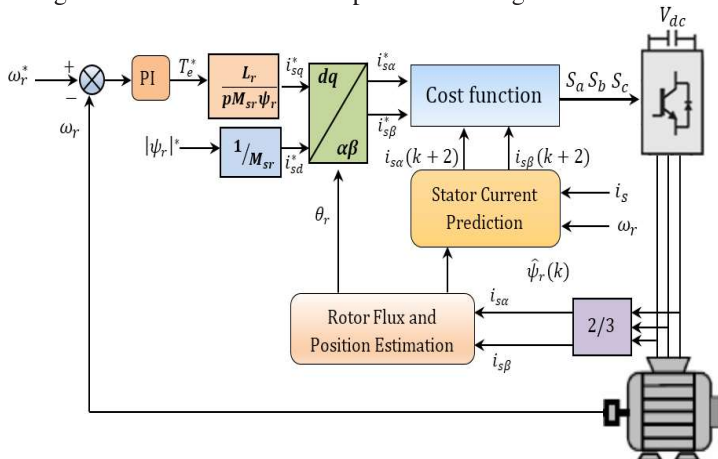 V_dc
ω_r^*
+
−
PI
T_e^*
L_r
pM_srψ_r
i_sq^*
dq
αβ
i_sα^*
i_sβ^*
Cost function
S_a S_b S_c
ω_r
|ψ_r|^*
1/M_sr
i_sd^*
i_sα(k+2)
i_sβ(k+2)
θ_r
Stator Current
Prediction
i_s
ω_r
ψ̂_r(k)
Rotor Flux and
Position Estimation
i_sα
i_sβ
2/3